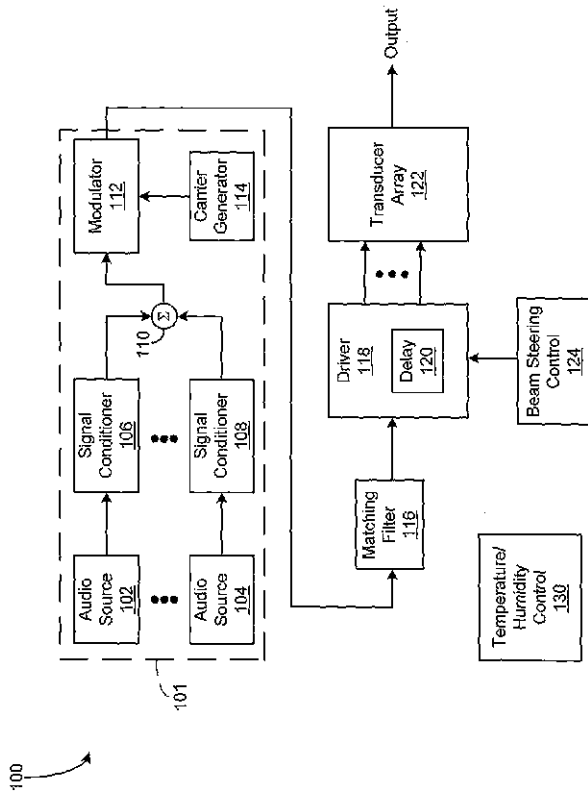 100
101
Audio
Source
102
Audio
Source
104
Signal
Conditioner
106
Signal
Conditioner
108
110
Σ
Modulator
112
Carrier
Generator
114
Matching
Filter
116
Driver
118
Delay
120
Transducer
Array
122
Output
Beam Steering
Control
124
Temperature/
Humidity
Control
130